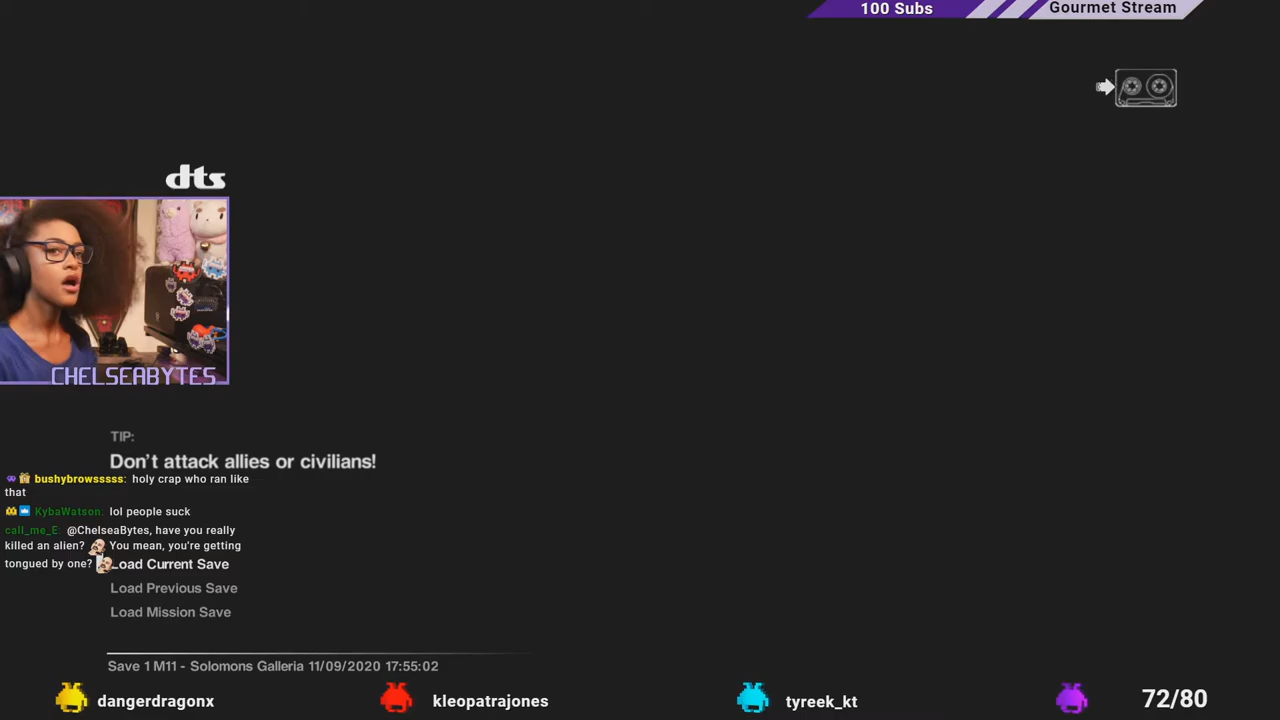 100 Subs
Gourmet Stream
dts
CHELSEABYTES
TIP:
Don't attack allies or civilians!
bushybrowsssss: holy crap who ran like
that
KybaWatson: lol people suck
call_me_E: @ChelseaBytes, have you really
killed an alien? You mean, you're getting
tongued by one?
Load Current Save
Load Previous Save
Load Mission Save
Save 1 M11 - Solomons Galleria 11/09/2020 17:55:02
dangerdragonx
kleopatrajones
tyreek_kt
72/80